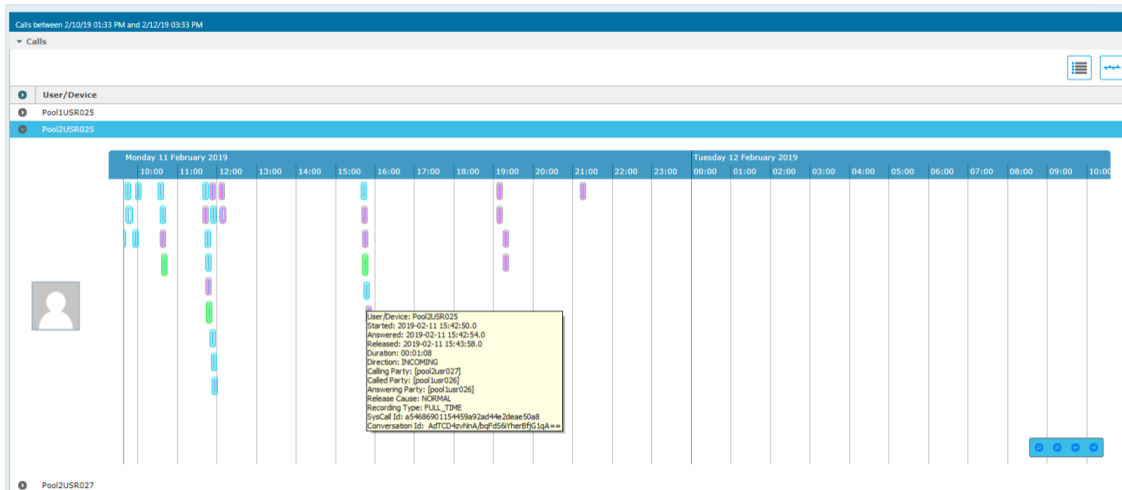 Calls between 2/10/19 01:33 PM and 2/12/19 03:33 PM
Calls
User/Device
Pool1USR025
Pool2USR025
Monday 11 February 2019 Tuesday 12 February 2019
10:00 11:00 12:00 13:00 14:00 15:00 16:00 17:00 18:00 19:00 20:00 21:00 22:00 23:00 00:00 01:00 02:00 03:00 04:00 05:00 06:00 07:00 08:00 09:00 10:00
User/Device: Pool2USR025
Started: 2019-02-11 15:42:50.0
Answered: 2019-02-11 15:42:54.0
Released: 2019-02-11 15:43:58.0
Duration: 00:01:08
Direction: INCOMING
Calling Party: [pool2usr027]
Called Party: [pool1usr026]
Answering Party: [pool1usr026]
Release Cause: NORMAL
Recording Type: FULL_TIME
SysCall Id: a54686901154459a92ad44e2deae50a8
Conversation Id: AdTCD4zvNnA/bqFdS6iYherBfjG1qA==
Pool2USR027